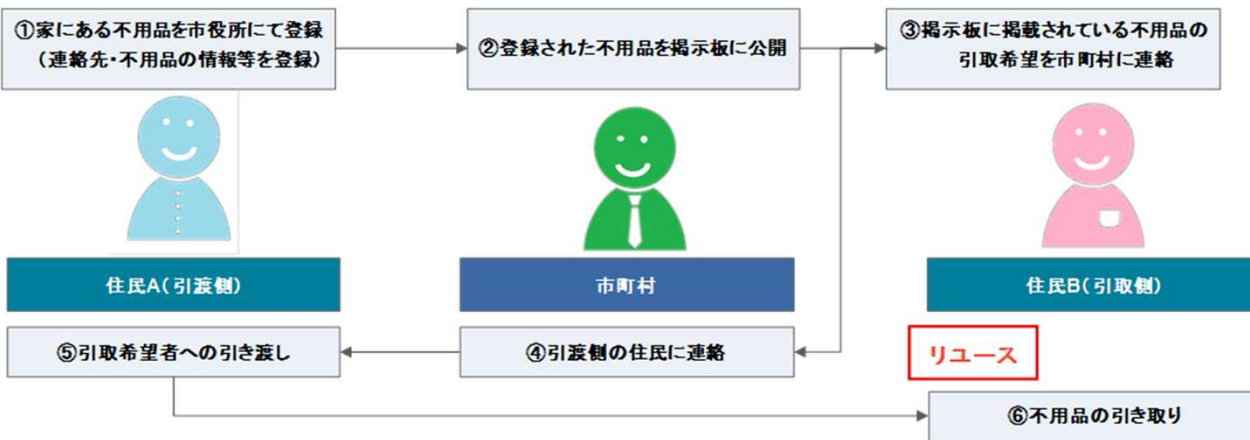 ①家にある不用品を市役所にて登録
（連絡先・不用品の情報等を登録）
②登録された不用品を掲示板に公開
③掲示板に掲載されている不用品の
引取希望を市町村に連絡
住民A（引渡側）
市町村
住民B（引取側）
⑤引取希望者への引き渡し
④引渡側の住民に連絡
リユース
⑥不用品の引き取り